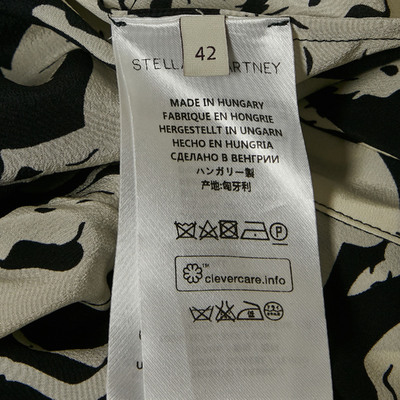 42
STELLA McCARTNEY
MADE IN HUNGARY
FABRIQUE EN HONGRIE
HERGESTELLT IN UNGARN
HECHO EN HUNGRIA
СДЕЛАНО В ВЕНГРИИ
ハンガリー製
产地:匈牙利
P
™
clevercare.info